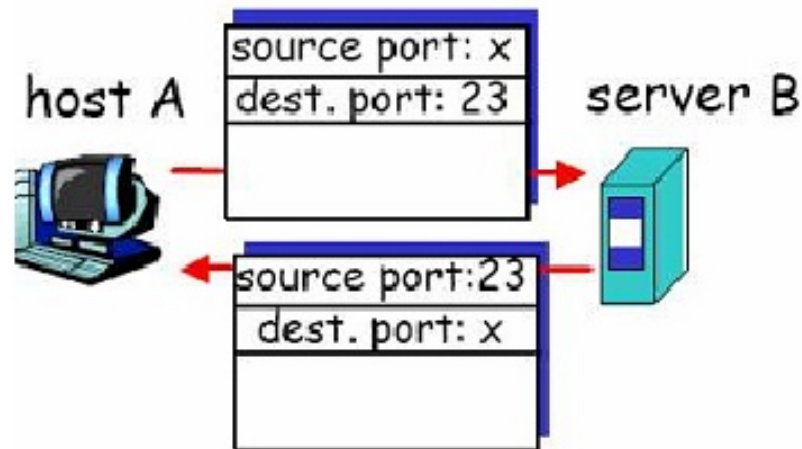 host A
source port: x
dest. port: 23
server B
source port:23
dest. port: x